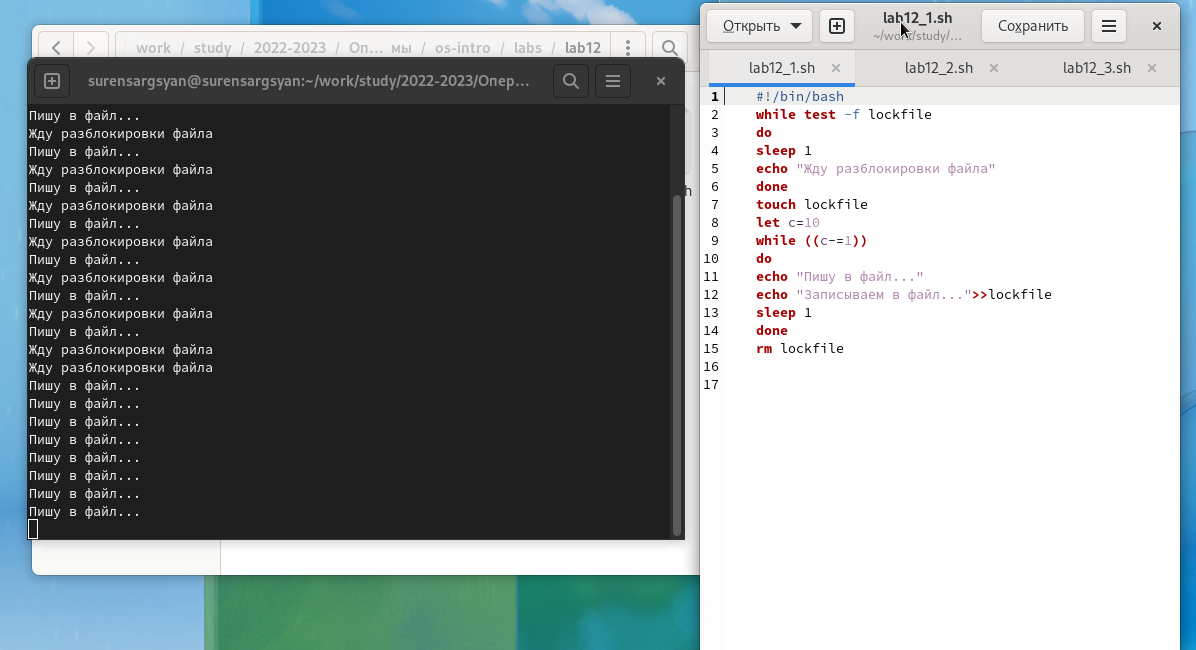 work / study / 2022-2023 / Оп... мы / os-intro / labs / lab12
surensargsyan@surensargsyan:~/work/study/2022-2023/Опер...
Пишу в файл...
Жду разблокировки файла
Пишу в файл...
Жду разблокировки файла
Пишу в файл...
Жду разблокировки файла
Пишу в файл...
Жду разблокировки файла
Пишу в файл...
Жду разблокировки файла
Пишу в файл...
Жду разблокировки файла
Пишу в файл...
Жду разблокировки файла
Жду разблокировки файла
Пишу в файл...
Пишу в файл...
Пишу в файл...
Пишу в файл...
Пишу в файл...
Пишу в файл...
Пишу в файл...
Пишу в файл...
h
Открыть
lab12_1.sh
~/work/study/...
Сохранить
lab12_1.sh
lab12_2.sh
lab12_3.sh
1 #!/bin/bash
2 while test -f lockfile
3 do
4 sleep 1
5 echo "Жду разблокировки файла"
6 done
7 touch lockfile
8 let c=10
9 while ((c-=1))
10 do
11 echo "Пишу в файл..."
12 echo "Записываем в файл...">>lockfile
13 sleep 1
14 done
15 rm lockfile
16
17